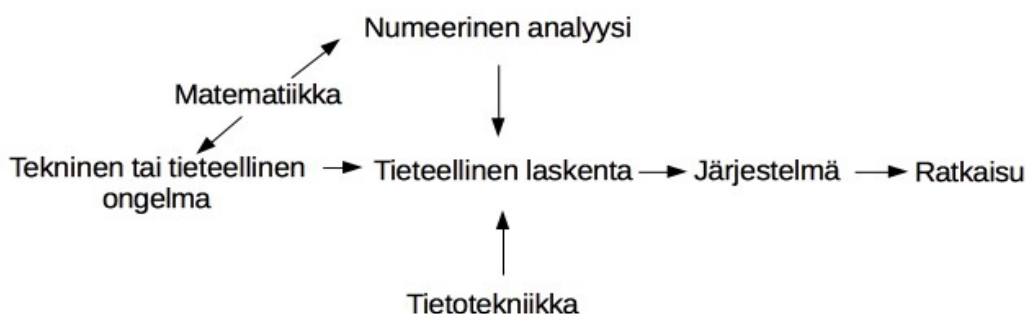 Numeerinen analyysi
Matematiikka
Tekninen tai tieteellinen
ongelma
Tieteellinen laskenta
Järjestelmä
Ratkaisu
Tietotekniikka